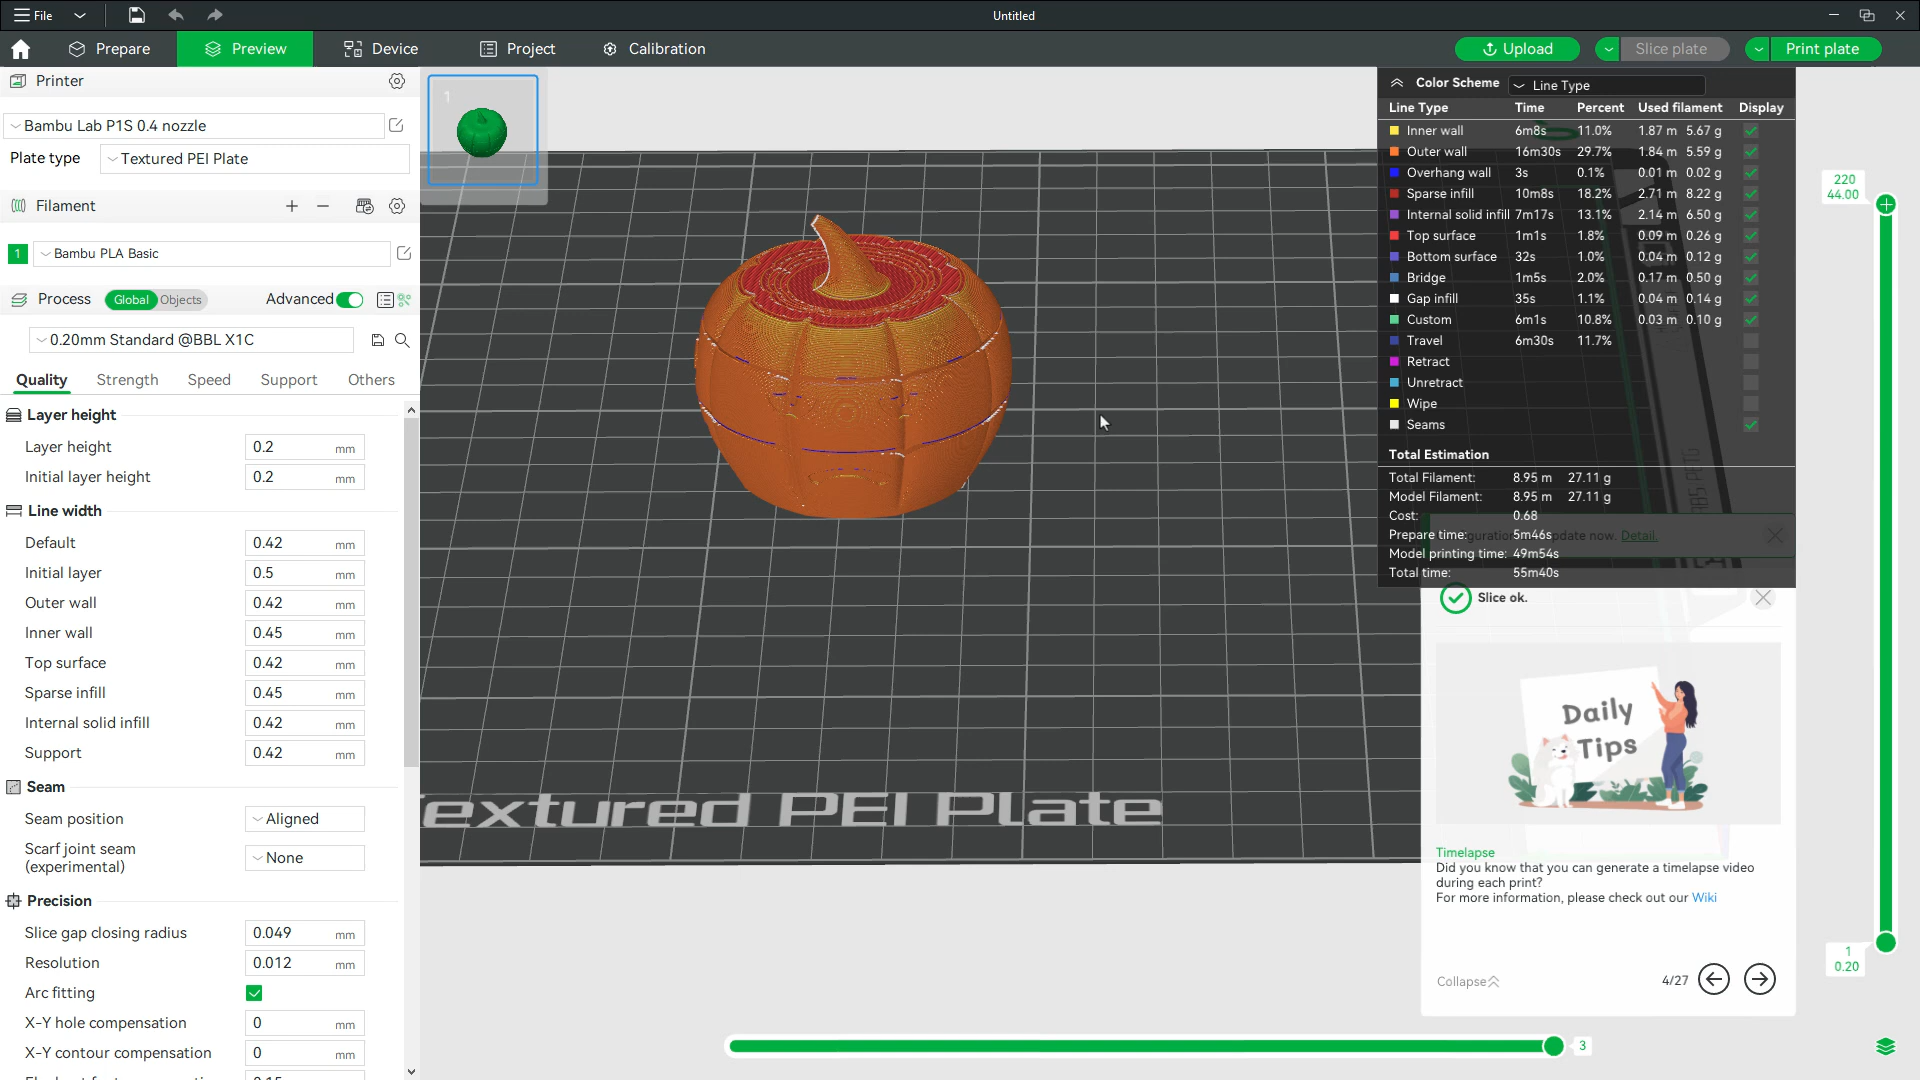 File
Untitled
Prepare
Preview
Device
Project
Calibration
Upload
Slice plate
Print plate
Printer
Bambu Lab P1S 0.4 nozzle
Plate type
Textured PEI Plate
Filament
1
Bambu PLA Basic
Process
Global
Objects
Advanced
0.20mm Standard @BBL X1C
Quality
Strength
Speed
Support
Others
Layer height
Layer height 0.2 mm
Initial layer height 0.2 mm
Line width
Default 0.42 mm
Initial layer 0.5 mm
Outer wall 0.42 mm
Inner wall 0.45 mm
Top surface 0.42 mm
Sparse infill 0.45 mm
Internal solid infill 0.42 mm
Support 0.42 mm
Seam
Seam position Aligned
Scarf joint seam
(experimental)
None
Precision
Slice gap closing radius 0.049 mm
Resolution 0.012 mm
Arc fitting
X-Y hole compensation 0 mm
X-Y contour compensation 0 mm
1
extured PEI Plate
Color Scheme Line Type
Line Type Time Percent Used filament Display
Inner wall 6m8s 11.0% 1.87 m 5.67 g
Outer wall 16m30s 29.7% 1.84 m 5.59 g
Overhang wall 3s 0.1% 0.01 m 0.02 g
Sparse infill 10m8s 18.2% 2.71 m 8.22 g
Internal solid infill 7m17s 13.1% 2.14 m 6.50 g
Top surface 1m1s 1.8% 0.09 m 0.26 g
Bottom surface 32s 1.0% 0.04 m 0.12 g
Bridge 1m5s 2.0% 0.17 m 0.50 g
Gap infill 35s 1.1% 0.04 m 0.14 g
Custom 6m1s 10.8% 0.03 m 0.10 g
Travel 6m30s 11.7%
Retract
Unretract
Wipe
Seams
Total Estimation
Total Filament: 8.95 m 27.11 g
Model Filament: 8.95 m 27.11 g
Cost: 0.68
Prepare time: 5m46s
Model printing time: 49m54s
Total time: 55m40s
update now. Detail.
Slice ok.
Daily
Tips
Timelapse
Did you know that you can generate a timelapse video
during each print?
For more information, please check out our Wiki
Collapse
4/27
220
44.00
1
0.20
3